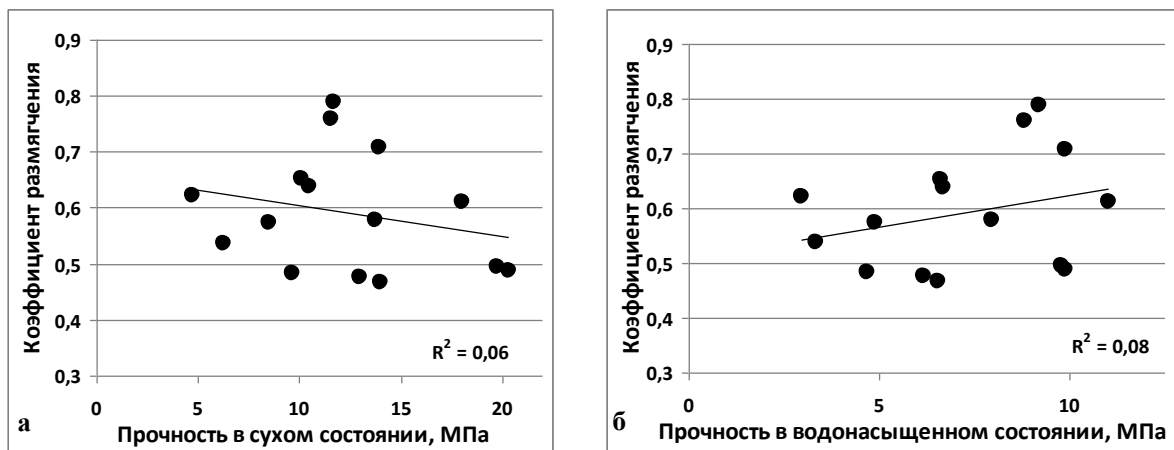 0,9
0,8
0,7
0,6
0,5
0,4
0,3
Коэффициент размягчения
R² = 0,06
0 5 10 15 20
а
Прочность в сухом состоянии, МПа
0,9
0,8
0,7
0,6
0,5
0,4
0,3
Коэффициент размягчения
R² = 0,08
0 5 10
б
Прочность в водонасыщенном состоянии, МПа